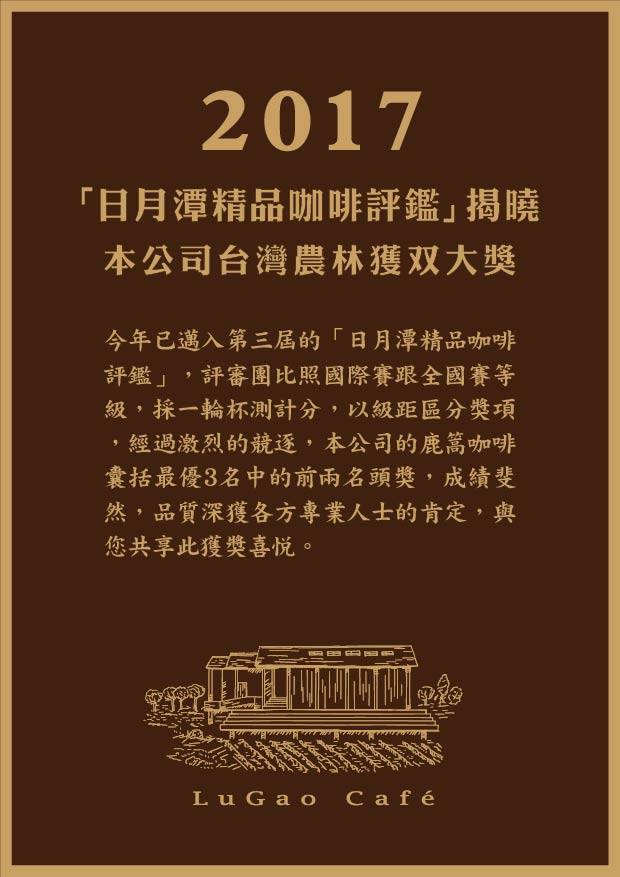 2017
「日月潭精品咖啡評鑑」揭曉
本公司台灣農林獲双大獎
今年已邁入第三屆的「日月潭精品咖啡
評鑑」，評審團比照國際賽跟全國賽等
級，採一輪杯測計分，以級距區分獎項
，經過激烈的競逐，本公司的鹿篙咖啡
囊括最優3名中的前兩名頭獎，成績斐
然，品質深獲各方專業人士的肯定，與
您共享此獲獎喜悅。
LuGao Café